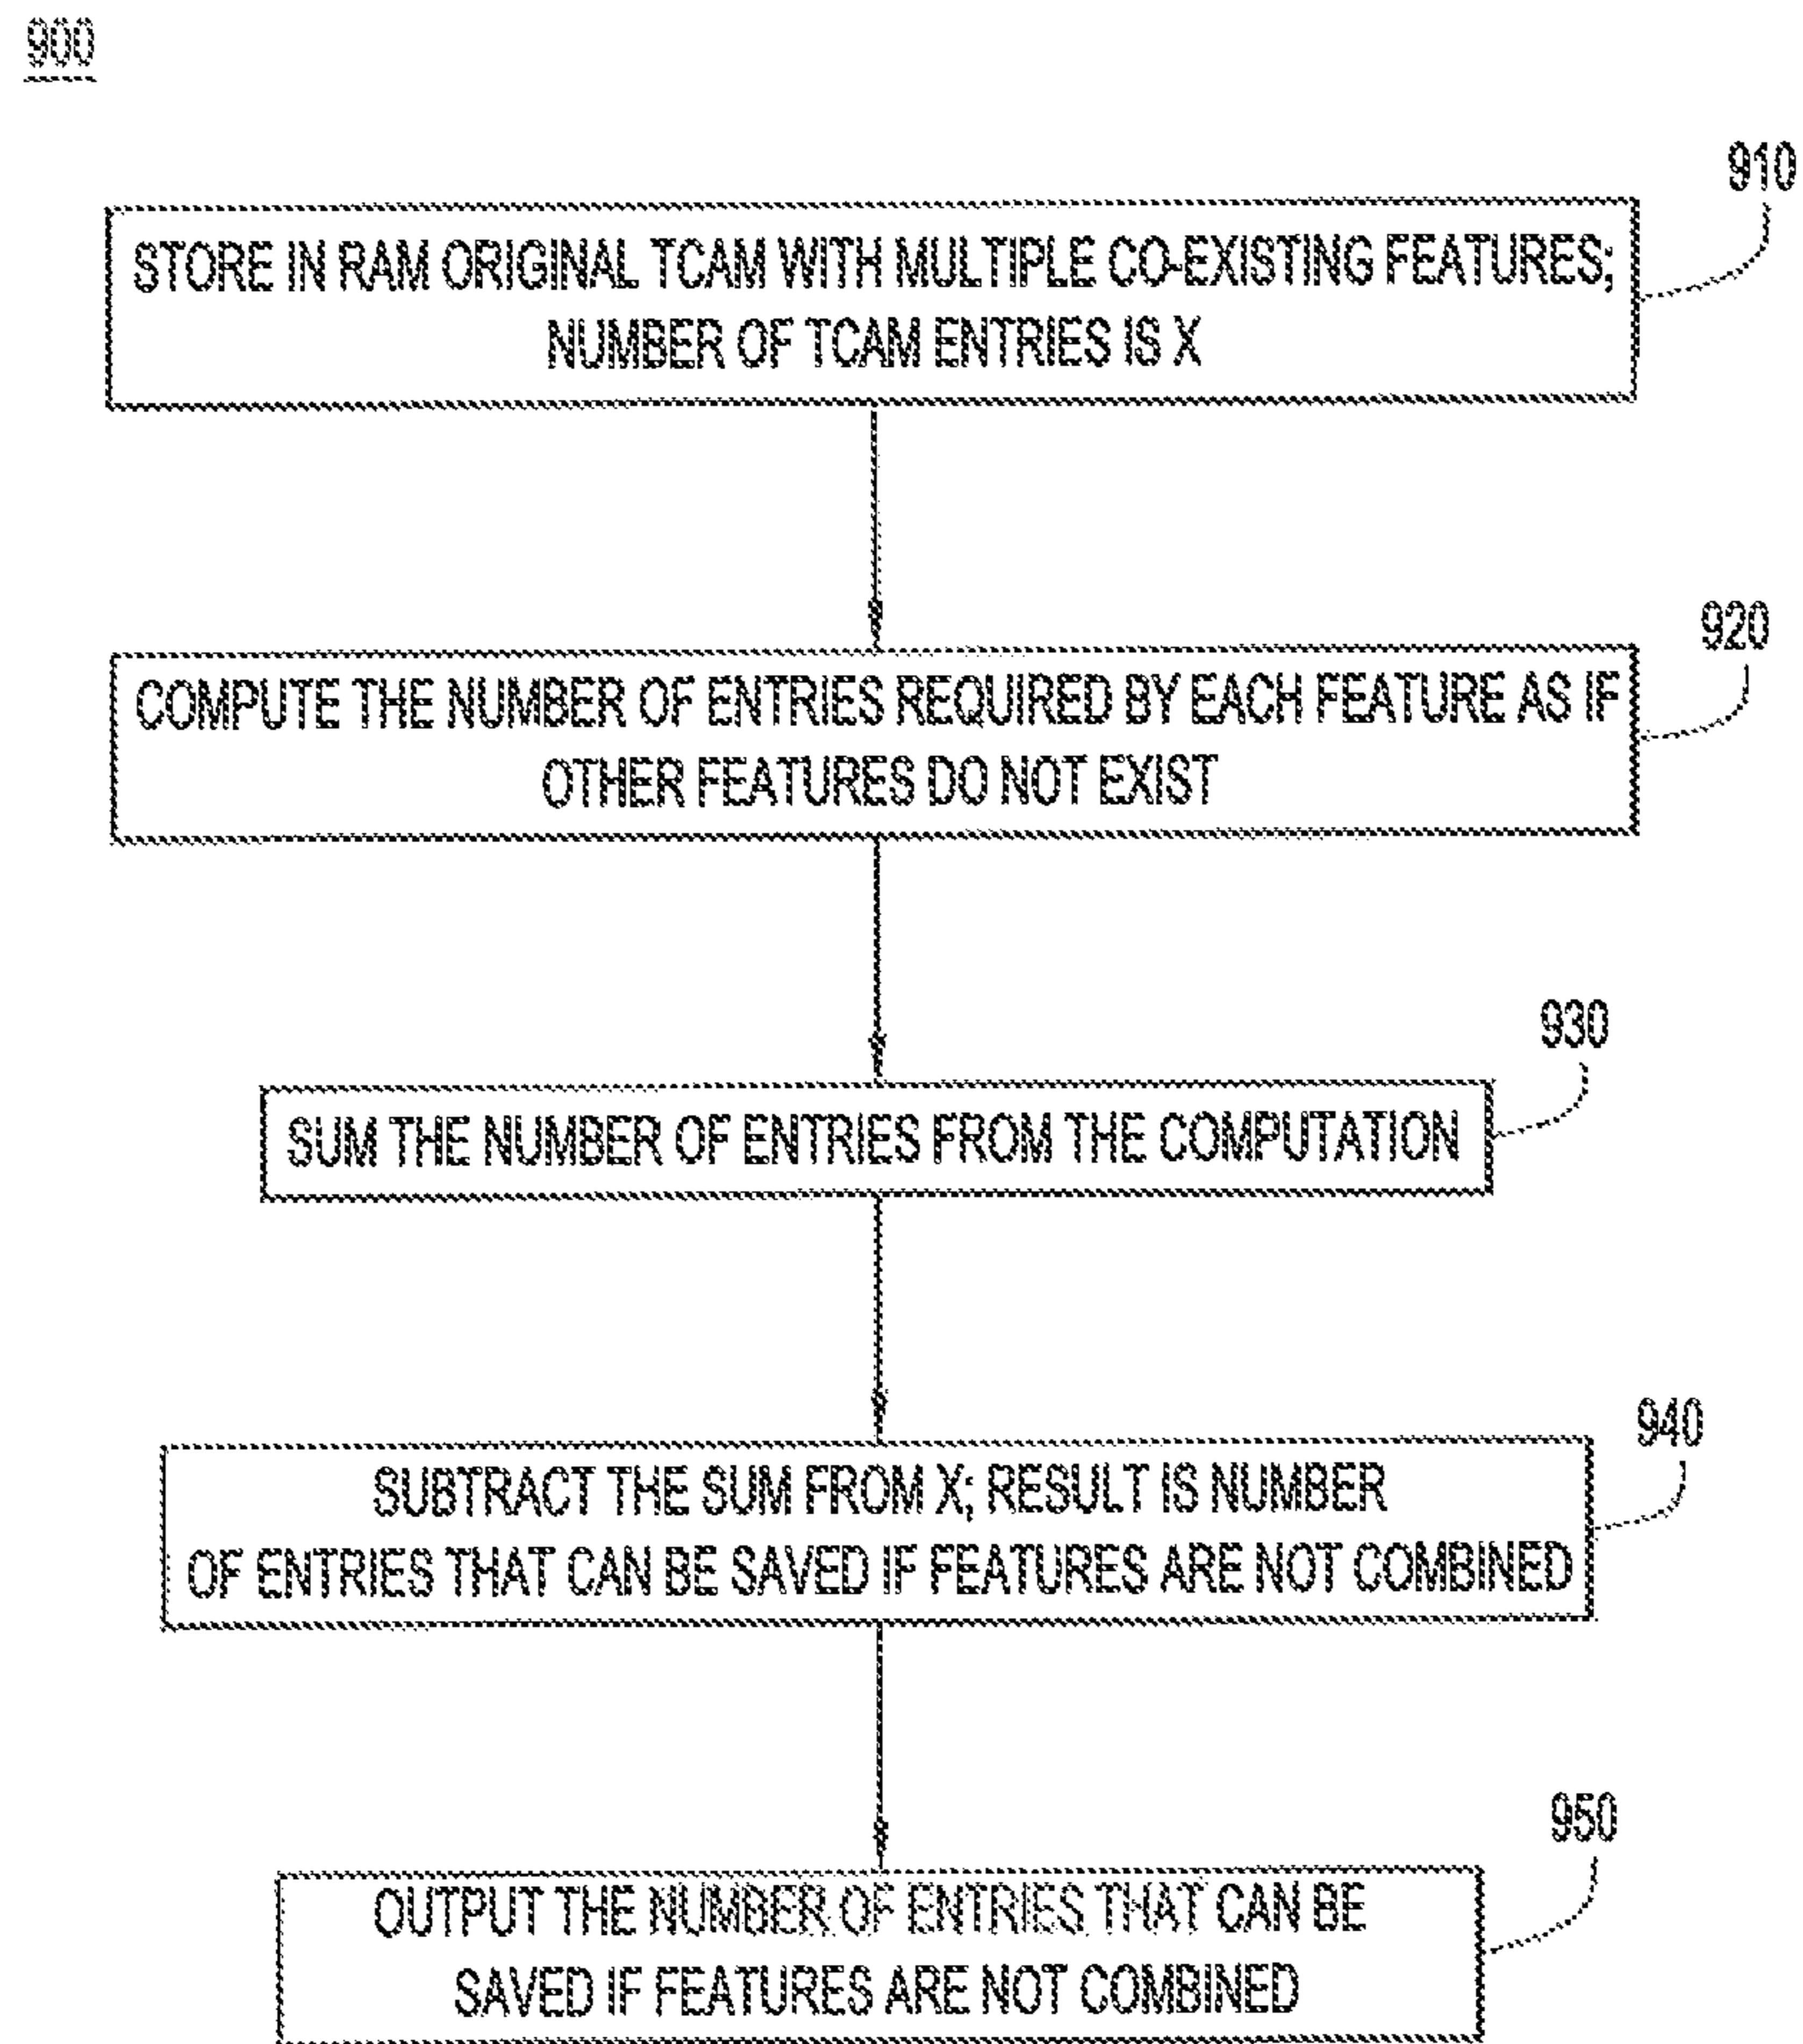 900
910
STORE IN RAM ORIGINAL TCAM WITH MULTIPLE CO-EXISTING FEATURES;
NUMBER OF TCAM ENTRIES IS X
920
COMPUTE THE NUMBER OF ENTRIES REQUIRED BY EACH FEATURE AS IF
OTHER FEATURES DO NOT EXIST
930
SUM THE NUMBER OF ENTRIES FROM THE COMPUTATION
940
SUBTRACT THE SUM FROM X; RESULT IS NUMBER
OF ENTRIES THAT CAN BE SAVED IF FEATURES ARE NOT COMBINED
950
OUTPUT THE NUMBER OF ENTRIES THAT CAN BE
SAVED IF FEATURES ARE NOT COMBINED